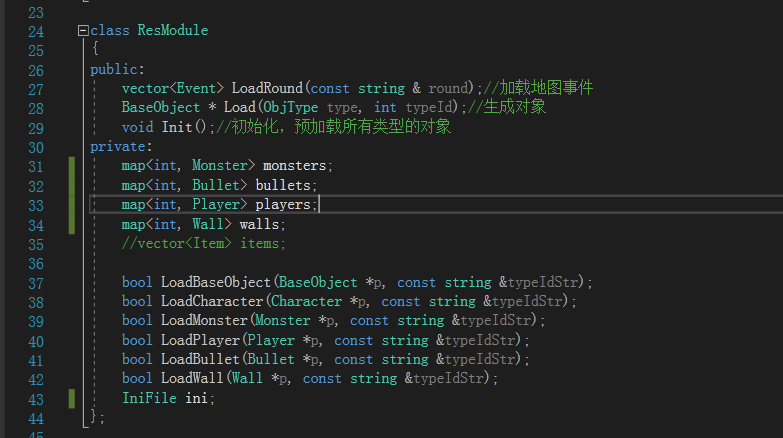 23
24 class ResModule
25 {
26 public:
27 vector<Event> LoadRound(const string & round);//加载地图事件
28 BaseObject * Load(ObjType type, int typeId);//生成对象
29 void Init();//初始化，预加载所有类型的对象
30 private:
31 map<int, Monster> monsters;
32 map<int, Bullet> bullets;
33 map<int, Player> players;
34 map<int, Wall> walls;
35 //vector<Item> items;
36
37 bool LoadBaseObject(BaseObject *p, const string &typeIdStr);
38 bool LoadCharacter(Character *p, const string &typeIdStr);
39 bool LoadMonster(Monster *p, const string &typeIdStr);
40 bool LoadPlayer(Player *p, const string &typeIdStr);
41 bool LoadBullet(Bullet *p, const string &typeIdStr);
42 bool LoadWall(Wall *p, const string &typeIdStr);
43 IniFile ini;
44 };
45